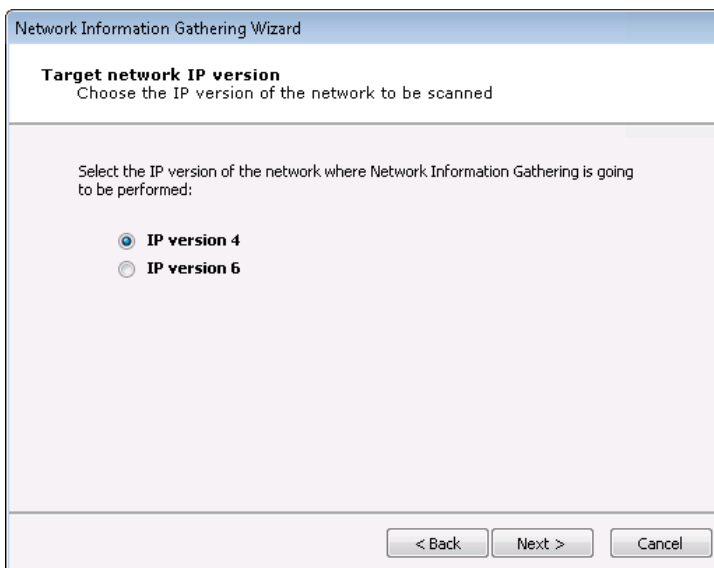 Network Information Gathering Wizard
Target network IP version
Choose the IP version of the network to be scanned
Select the IP version of the network where Network Information Gathering is going
to be performed:
IP version 4
IP version 6
< Back Next > Cancel